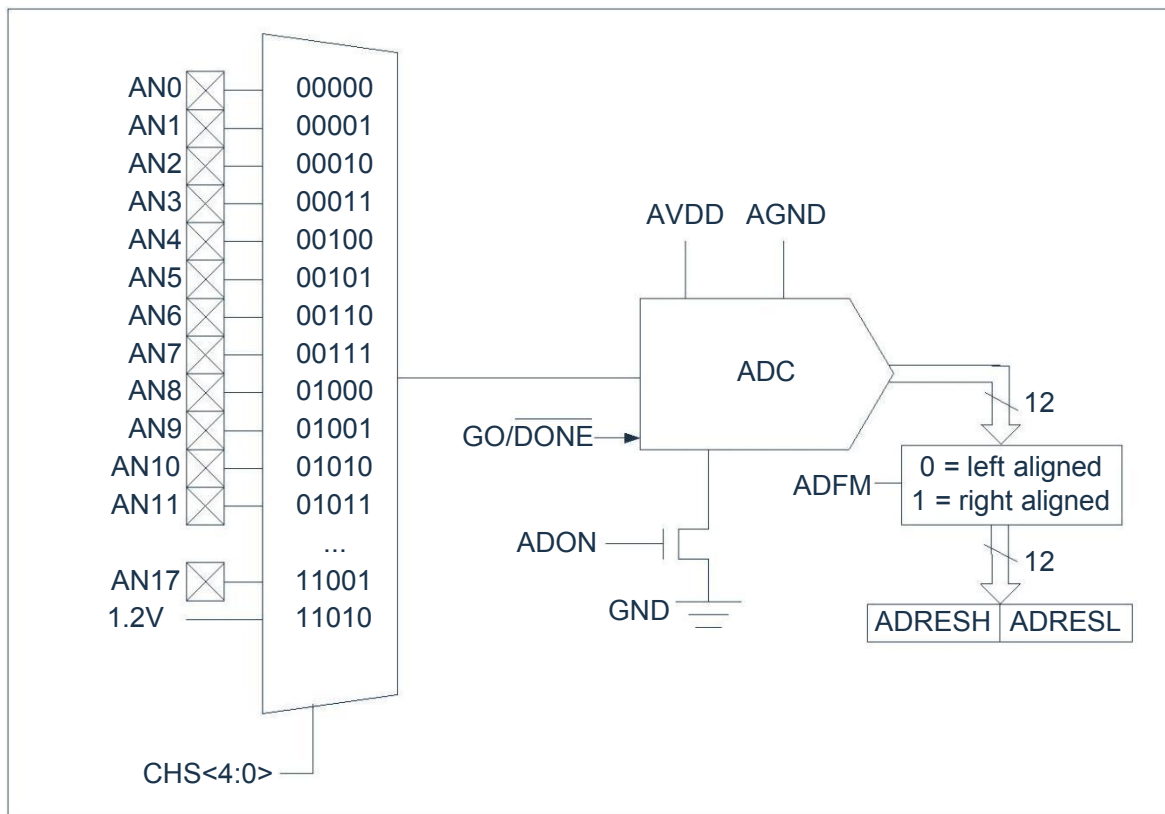 AN0 00000
AN1 00001
AN2 00010
AN3 00011
AN4 00100
AN5 00101
AN6 00110
AN7 00111
AN8 01000
AN9 01001
AN10 01010
AN11 01011
...
AN17 11001
1.2V 11010
CHS<4:0>
AVDD AGND
ADC
GO/DONE
12
ADFM
0 = left aligned
1 = right aligned
ADON
12
GND
ADRESH ADRESL